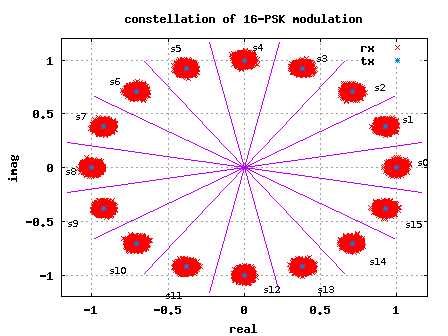 constellation of 16-PSK modulation
rx
tx
s0
s1
s2
s3
s4
s5
s6
s7
s8
s9
s10
s11
s12
s13
s14
s15
1
0.5
0
-0.5
-1
-1
-0.5
0
0.5
1
imag
real